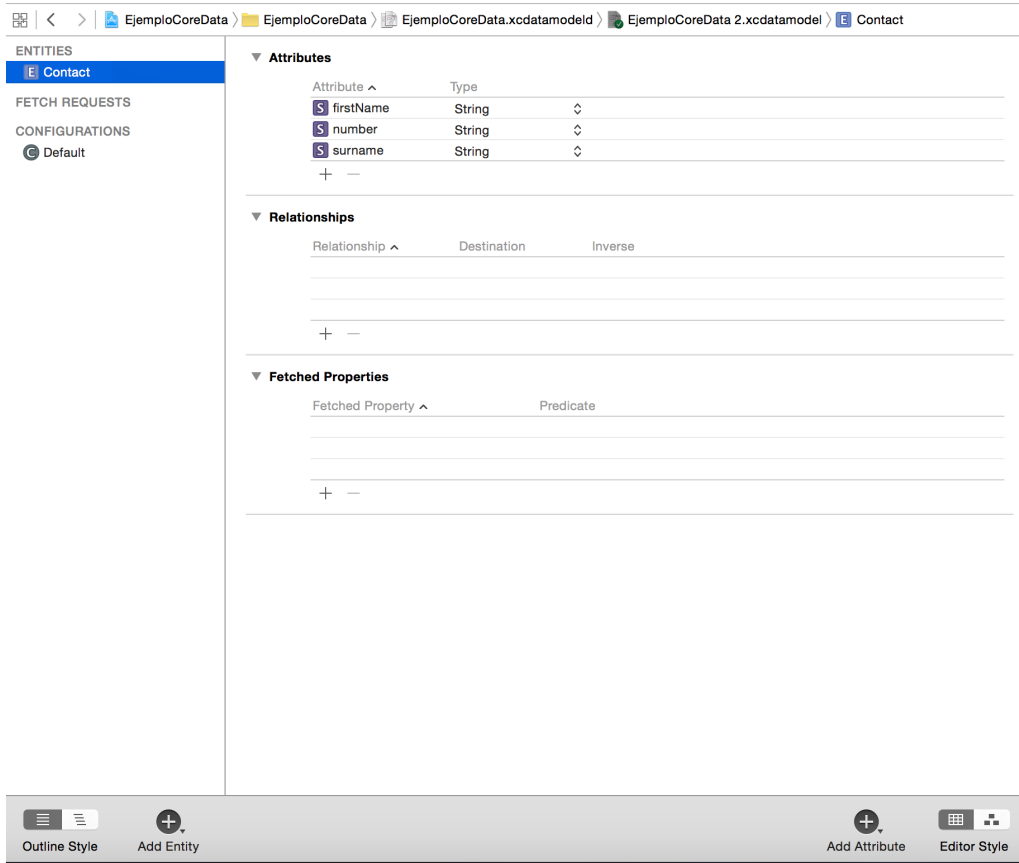 EjemploCoreData EjemploCoreData EjemploCoreData.xcdatamodeld EjemploCoreData 2.xcdatamodel E Contact
ENTITIES
E Contact
FETCH REQUESTS
CONFIGURATIONS
C Default
Attributes
Attribute Type
S firstName String
S number String
S surname String
Relationships
Relationship Destination Inverse
Fetched Properties
Fetched Property Predicate
Outline Style Add Entity Add Attribute Editor Style